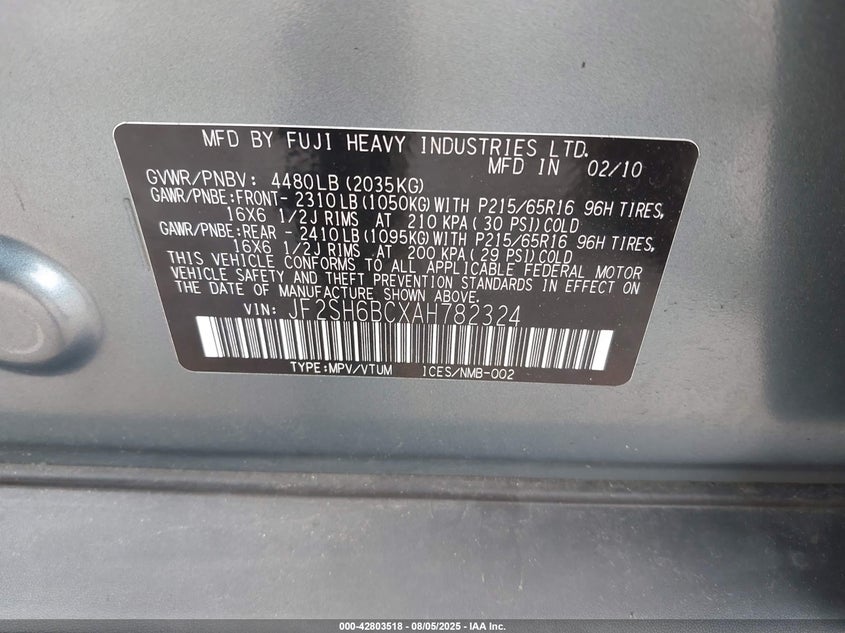 MFD BY FUJI HEAVY INDUSTRIES LTD.
MFD IN 02/10
GVWR/PNBV: 4480LB(2035KG)
GAWR/PNBE:FRONT- 2310LB(1050KG)WITH P215/65R16 96H TIRES,
16X6 1/2J RIMS AT 210 KPA(30 PSI)COLD
GAWR/PNBE:REAR - 2410LB(1095KG)WITH P215/65R16 96H TIRES,
16X6 1/2J RIMS AT 200 KPA(29 PSI)COLD
THIS VEHICLE CONFORMS TO ALL APPLICABLE FEDERAL MOTOR
VEHICLE SAFETY AND THEFT PREVENTION STANDARDS IN EFFECT ON
THE DATE OF MANUFACTURE SHOWN ABOVE.
VIN: JF2SH6BCXAH782324
TYPE:MPV/VTUM ICES/NMB-002
000-42803518 - 08/05/2025 - IAA Inc.